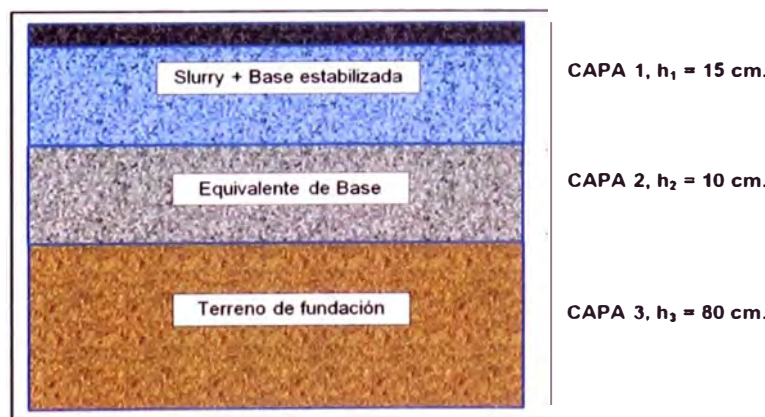 Slurry + Base estabilizada
CAPA 1, h₁ = 15 cm.
Equivalente de Base
CAPA 2, h₂ = 10 cm.
Terreno de fundación
CAPA 3, h₃ = 80 cm.